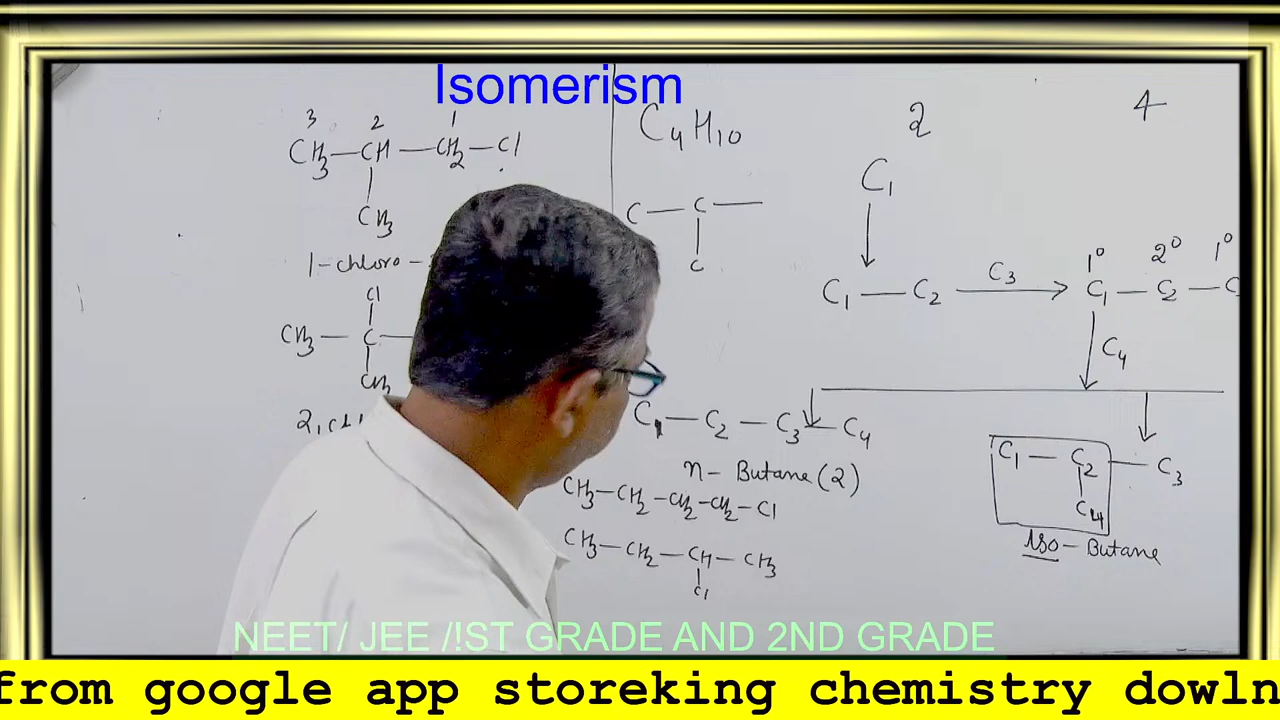 Isomerism
3 2 1
CH3—CH—CH2—Cl
CH3
1-chloro-
Cl
CH3—C—
CH3
C4H10
C—C—
C
2 4
C1
C1—C2 C3 C1—C2—C
1° 2° 1°
C4
C1—C2—C3—C4
n-Butane(2)
CH3—CH2—CH2—CH2—Cl
CH3—CH2—CH—CH3
Cl
C1—C2—C3
C4
Iso-Butane
NEET/ JEE /!ST GRADE AND 2ND GRADE
from google app storeking chemistry dowln